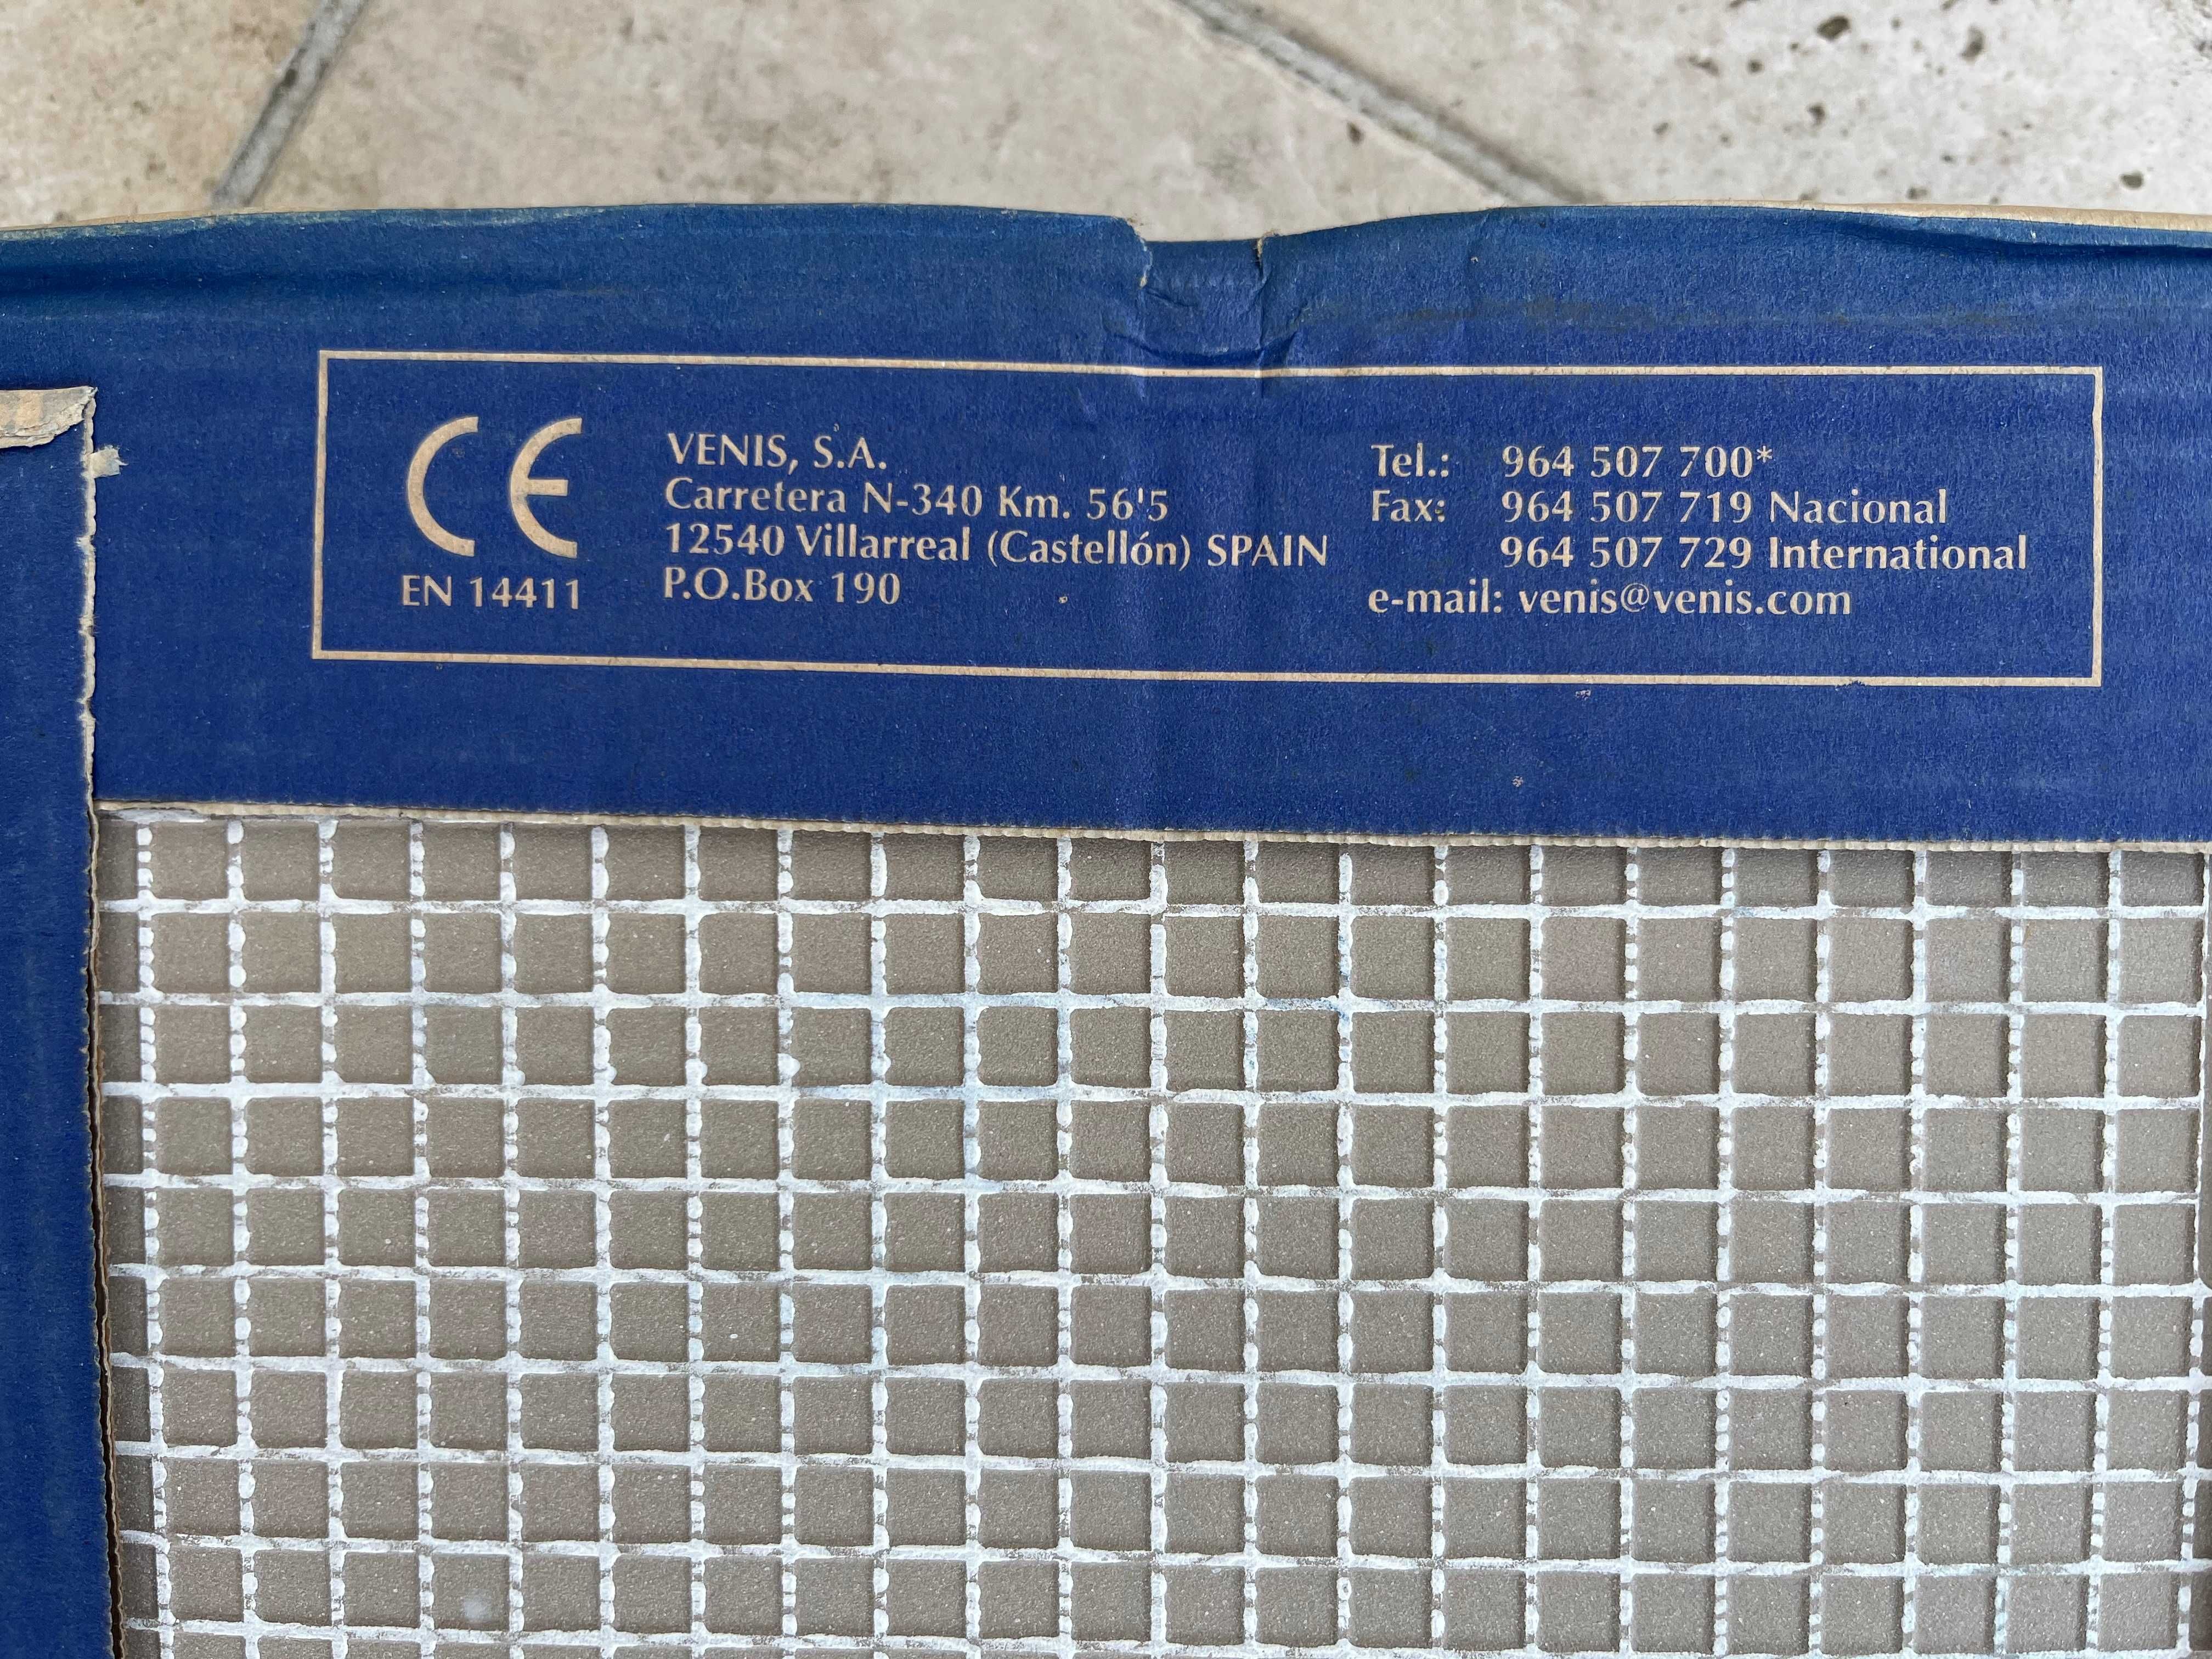 CE
EN 14411
VENIS, S.A.
Carretera N-340 Km. 56'5
12540 Villarreal (Castellón) SPAIN
P.O.Box 190
Tel.: 964 507 700*
Fax: 964 507 719 Nacional
964 507 729 International
e-mail: venis@venis.com